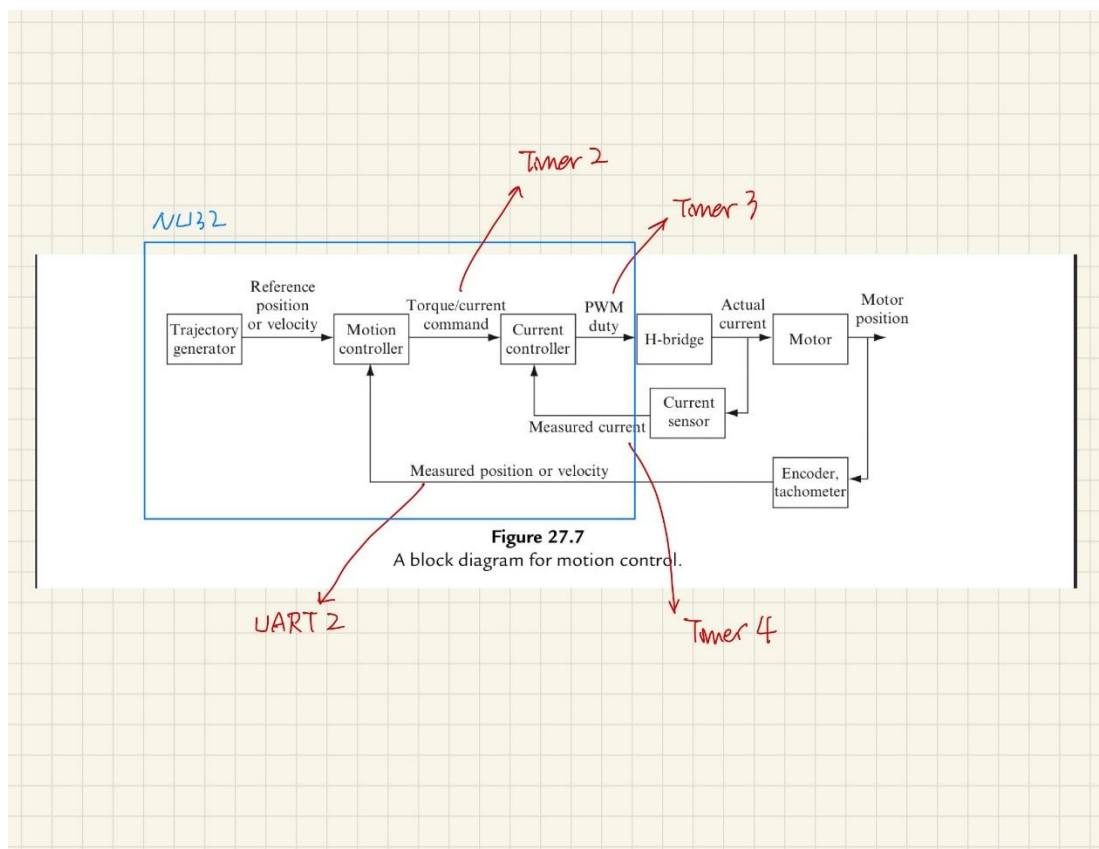 Timer 2
Timer 3
NU32
Reference
position
or velocity
Trajectory
generator
Motion
controller
Torque/current
command
Current
controller
PWM
duty
H-bridge
Actual
current
Motor
Motor
position
Current
sensor
Measured current
Measured position or velocity
Encoder,
tachometer
Figure 27.7
A block diagram for motion control.
UART 2
Timer 4